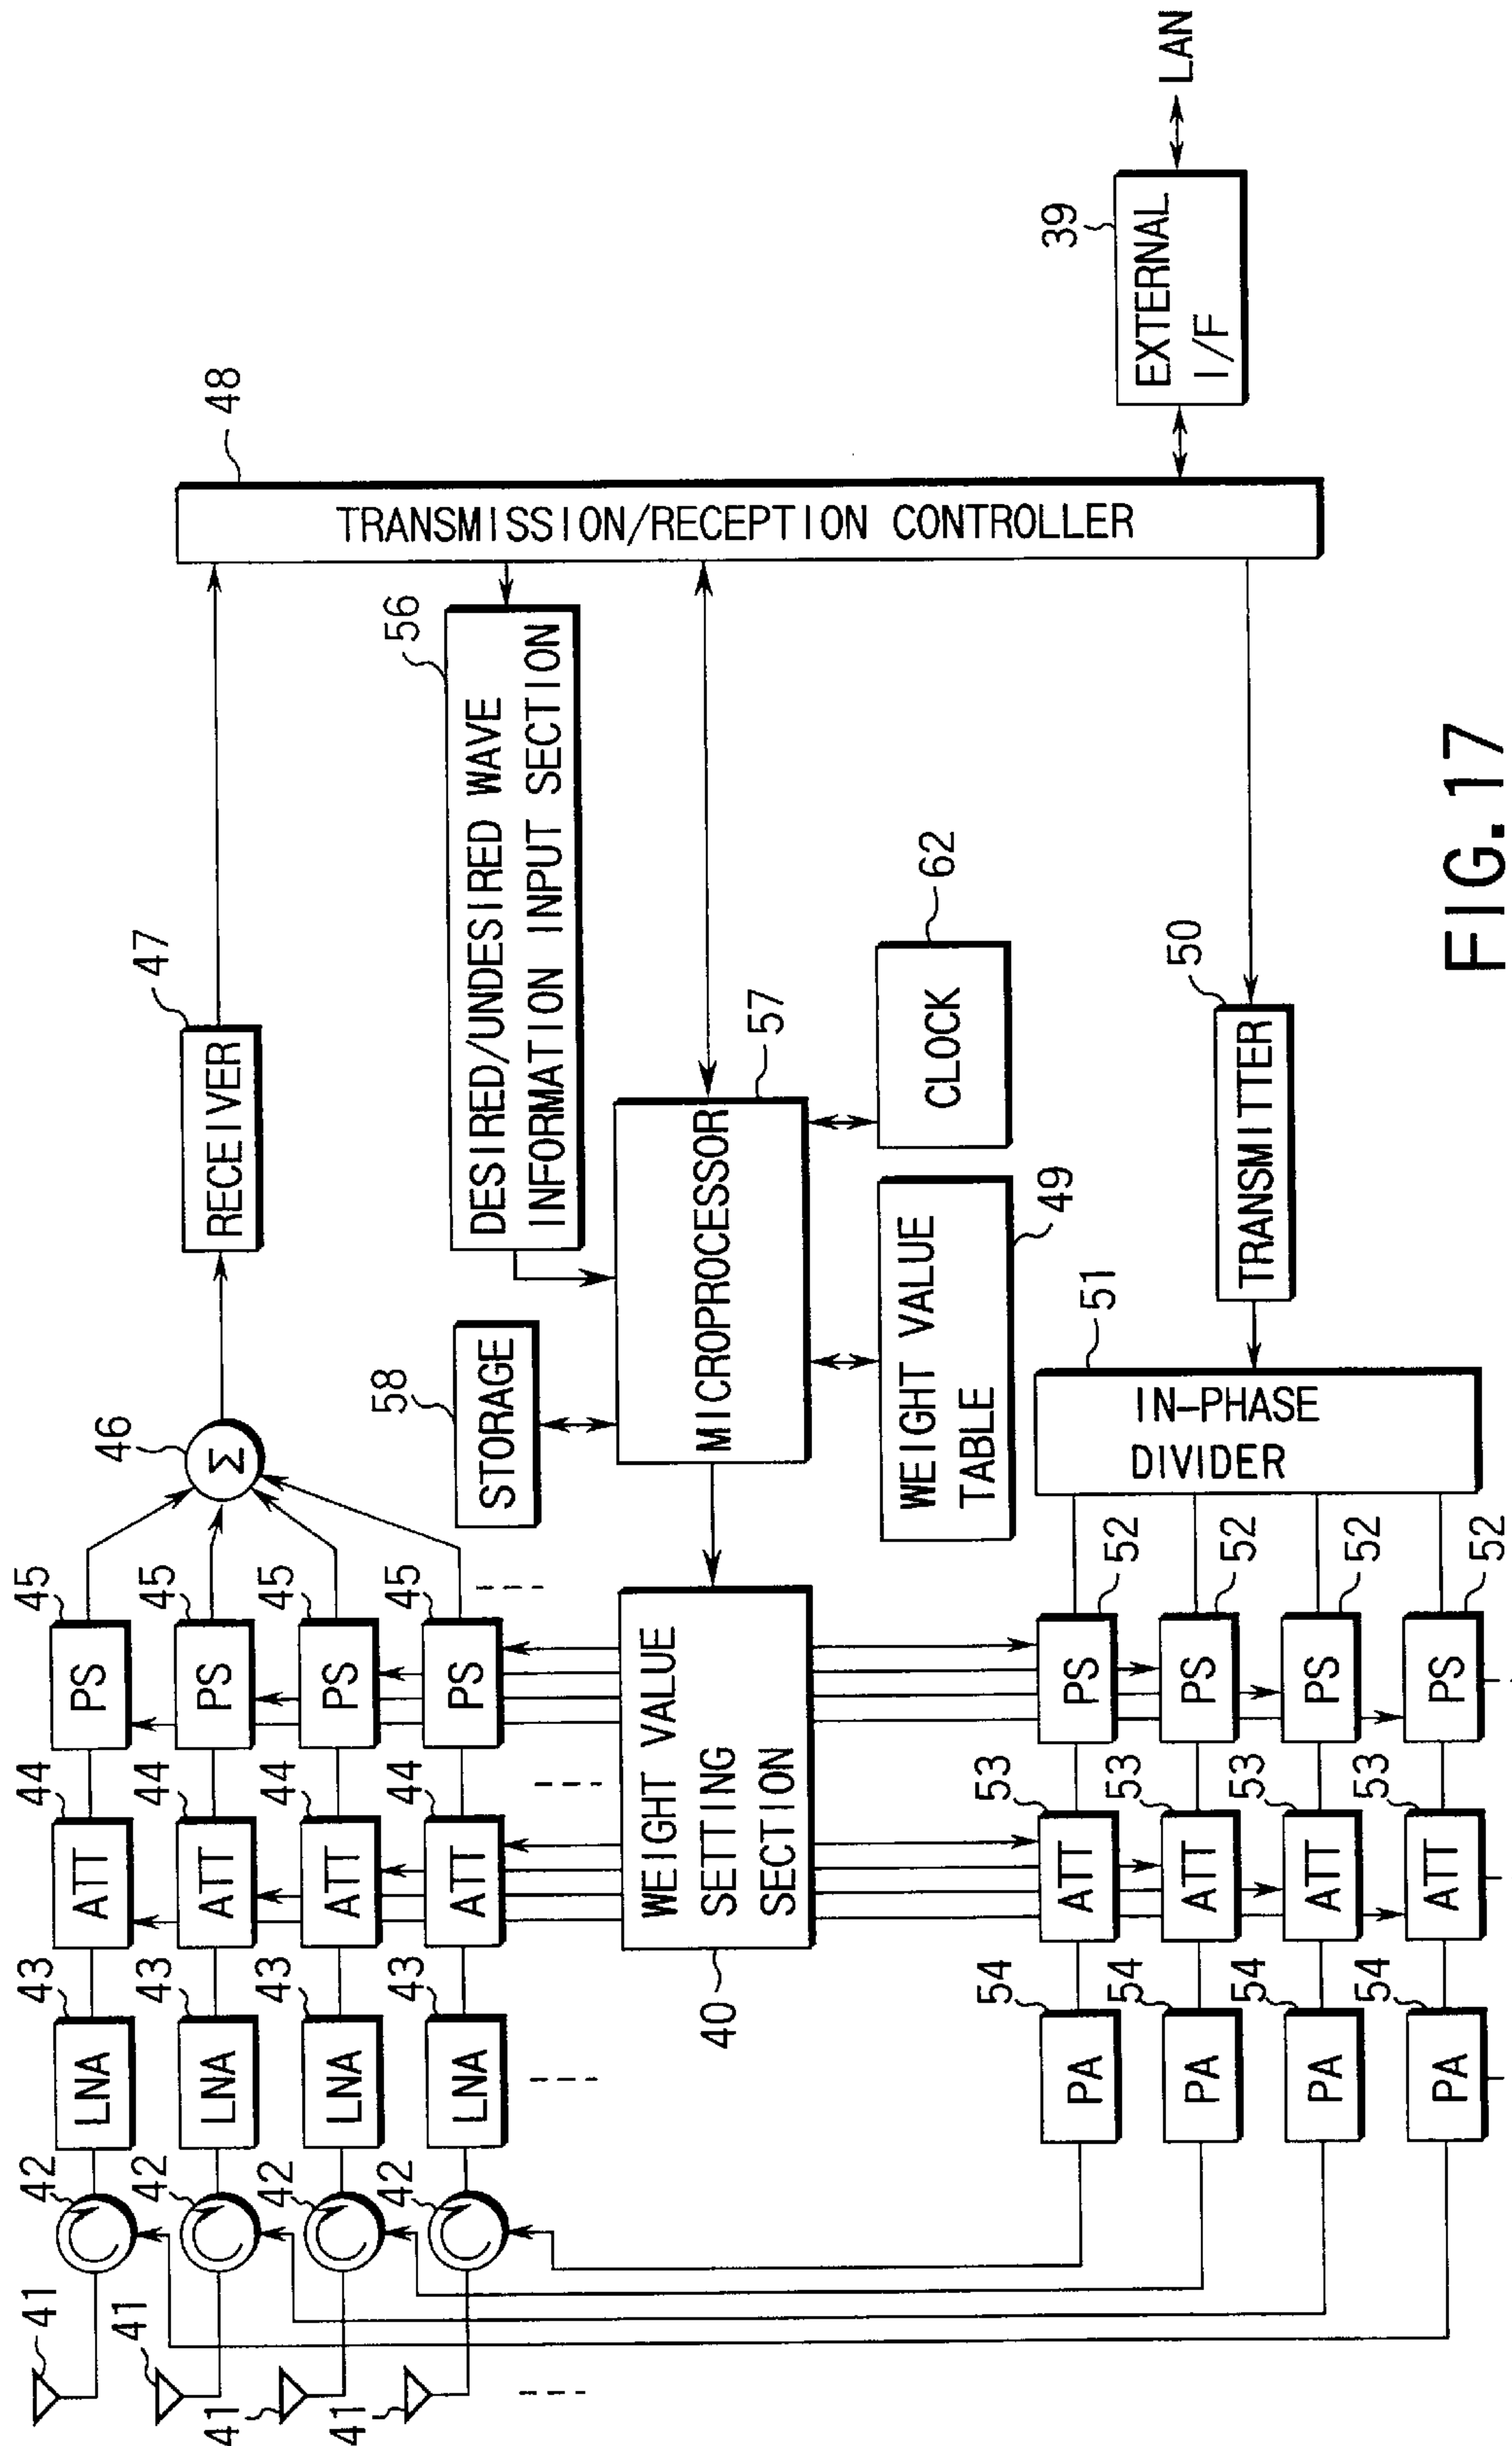 41
42
43
44
45
LNA
ATT
PS
41
42
43
44
45
LNA
ATT
PS
41
42
43
44
45
LNA
ATT
PS
41
42
43
44
45
LNA
ATT
PS
46
Σ
47
RECEIVER
48
TRANSMISSION/RECEPTION CONTROLLER
56
DESIRED/UNDESIRED WAVE
INFORMATION INPUT SECTION
58
STORAGE
57
MICROPROCESSOR
40
WEIGHT VALUE
SETTING
SECTION
WEIGHT VALUE
TABLE
49
62
CLOCK
39
EXTERNAL
I/F
LAN
50
TRANSMITTER
51
IN-PHASE
DIVIDER
54
53
52
PA
ATT
PS
54
53
52
PA
ATT
PS
54
53
52
PA
ATT
PS
54
53
52
PA
ATT
PS
FIG.17